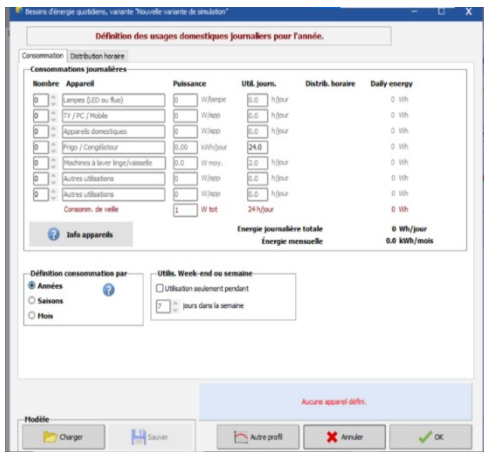 Besoins d'énergie quotidiens, variante "Nouvelle variante de simulation"
Définition des usages domestiques journaliers pour l'année.
Consommation Distribution horaire
Consommations journalières
Nombre Appareil Puissance Util. journ. Distrib. horaire Daily energy
0 Lampes (LED ou fluo) 0 W/lampe 0.0 h/jour 0 Wh
0 TV / PC / Mobile 0 W/app 0.0 h/jour 0 Wh
0 Appareils domestiques 0 W/app 0.0 h/jour 0 Wh
0 Frigo / Congélateur 0.00 kWh/jour 24.0 0 Wh
0 Machines à laver linge/vaisselle 0.0 W moy. 2.0 h/jour 0 Wh
0 Autres utilisations 0 W/app 0.0 h/jour 0 Wh
0 Autres utilisations 0 W/app 0.0 h/jour 0 Wh
Consomm. de veille 1 W tot 24 h/jour 0 Wh
? Info appareils
Energie journalière totale 0 Wh/jour
Énergie mensuelle 0.0 kWh/mois
Définition consommation par
Années
Saisons
Mois
?
Utilis. Week-end ou semaine
Utilisation seulement pendant
7 jours dans la semaine
Aucune appareil défini.
Modèle
Charger Sauver Autre profil Annuler OK